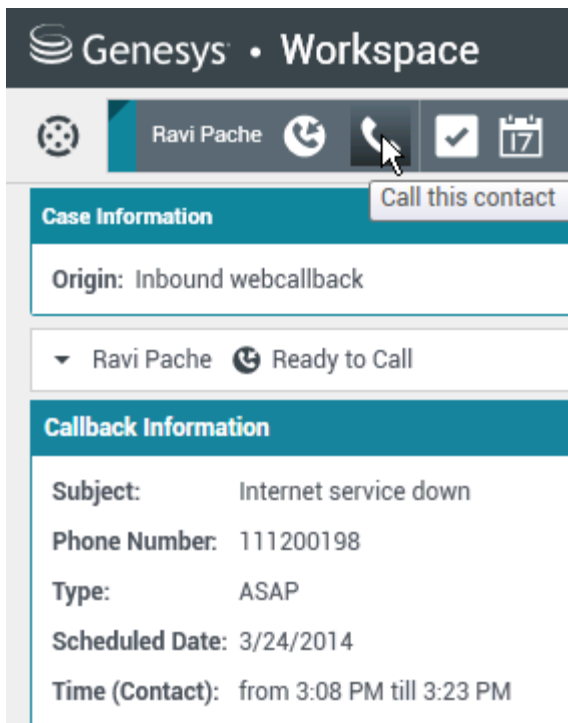 Genesys • Workspace
Ravi Pache
17
Call this contact
Case Information
Origin: Inbound webcallback
Ravi Pache Ready to Call
Callback Information
Subject: Internet service down
Phone Number: 111200198
Type: ASAP
Scheduled Date: 3/24/2014
Time (Contact): from 3:08 PM till 3:23 PM